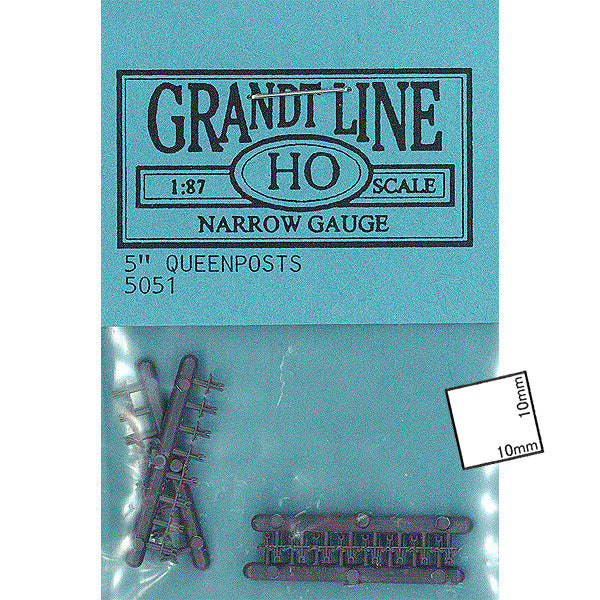 GRANDT LINE
1:87 HO SCALE
NARROW GAUGE
5" QUEENPOSTS
5051
10mm
10mm